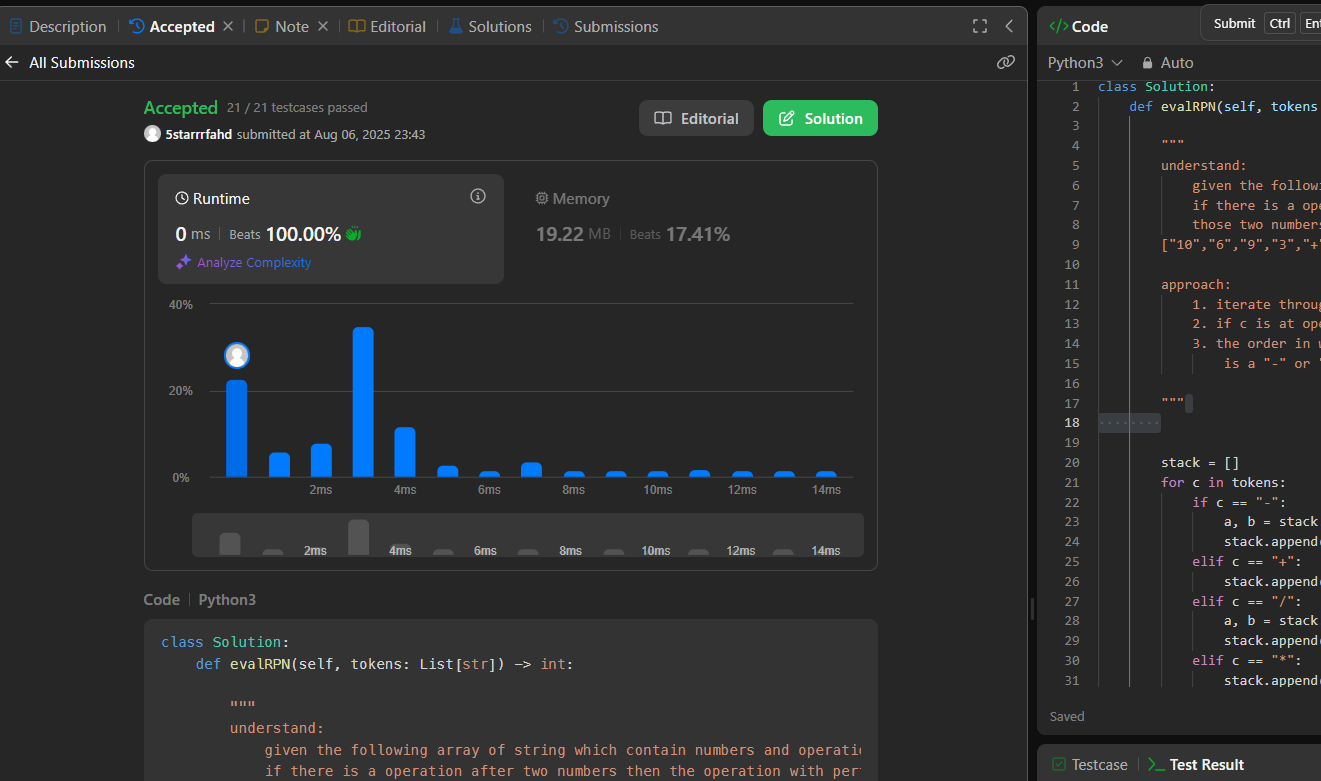 Description
Accepted
Note
Editorial
Solutions
Submissions
All Submissions
Accepted 21 / 21 testcases passed
5starrrfahd submitted at Aug 06, 2025 23:43
Editorial
Solution
Runtime
0 ms Beats 100.00%
Analyze Complexity
Memory
19.22 MB Beats 17.41%
40%
20%
0%
2ms 4ms 6ms 8ms 10ms 12ms 14ms
2ms 4ms 6ms 8ms 10ms 12ms 14ms
Code Python3
class Solution:
def evalRPN(self, tokens: List[str]) -> int:
"""
understand:
given the following array of string which contain numbers and operatio
if there is a operation after two numbers then the operation with per
</> Code
Submit Ctrl Ent
Python3 Auto
1 class Solution:
2 def evalRPN(self, tokens
3
4 """
5 understand:
6 given the followi
7 if there is a ope
8 those two numbers
9 ["10","6","9","3","+"
10
11 approach:
12 1. iterate throug
13 2. if c is at ope
14 3. the order in w
15 is a "-" or "
16
17 """
18
19
20 stack = []
21 for c in tokens:
22 if c == "-":
23 a, b = stack
24 stack.append(
25 elif c == "+":
26 stack.append(
27 elif c == "/":
28 a, b = stack
29 stack.append(
30 elif c == "*":
31 stack.append(
Saved
Testcase
Test Result